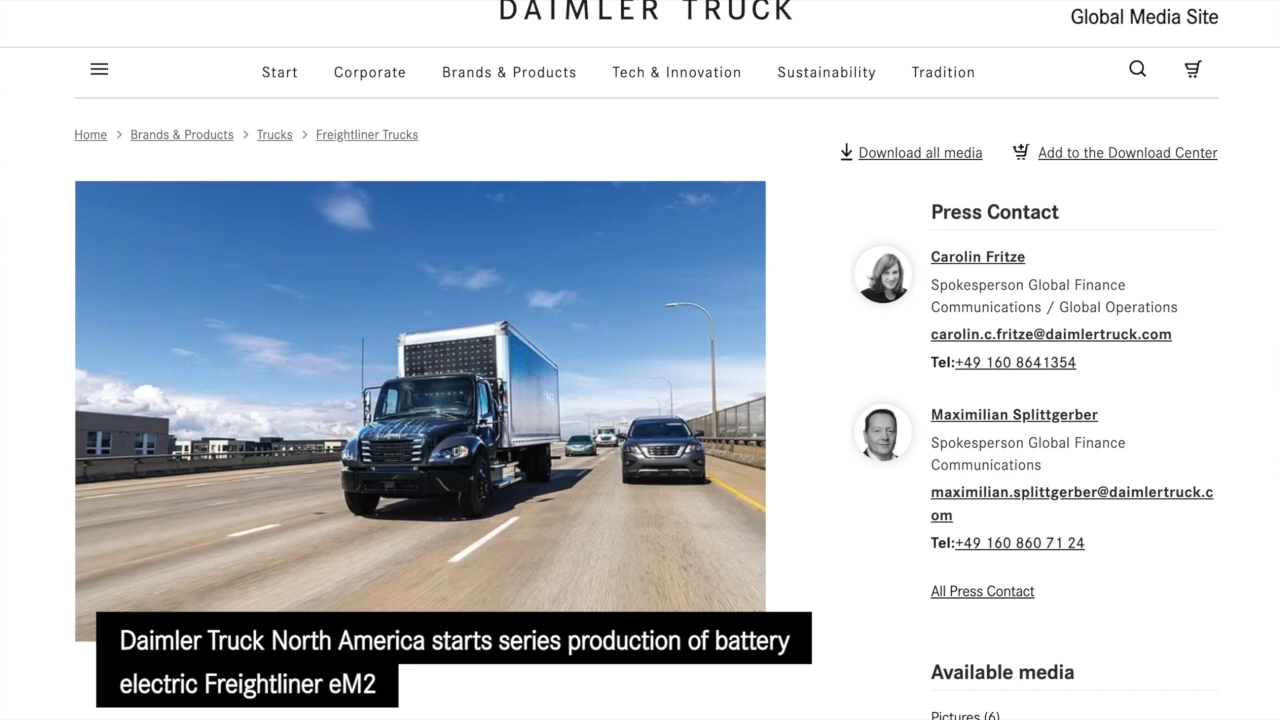 DAIMLER TRUCK
Global Media Site
Start Corporate Brands & Products Tech & Innovation Sustainability Tradition
Home > Brands & Products > Trucks > Freightliner Trucks
Download all media Add to the Download Center
Press Contact
Carolin Fritze
Spokesperson Global Finance
Communications / Global Operations
carolin.c.fritze@daimlertruck.com
Tel:+49 160 8641354
Maximilian Splittgerber
Spokesperson Global Finance
Communications
maximilian.splittgerber@daimlertruck.c
om
Tel:+49 160 860 71 24
All Press Contact
Daimler Truck North America starts series production of battery
electric Freightliner eM2
Available media
Pictures (6)